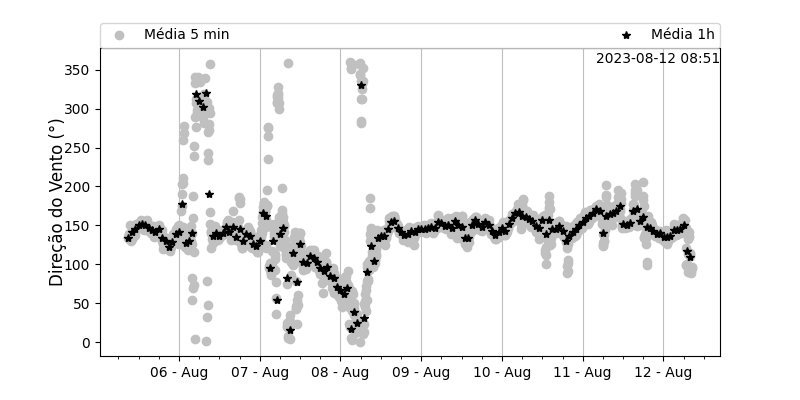 Média 5 min
Média 1h
2023-08-12 08:51
Direção do Vento (°)
350
300
250
200
150
100
50
0
06 - Aug
07 - Aug
08 - Aug
09 - Aug
10 - Aug
11 - Aug
12 - Aug